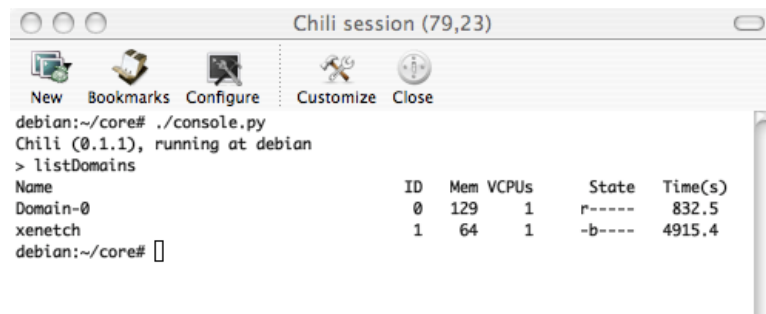 Chili session (79,23)
New Bookmarks Configure Customize Close
debian:~/core# ./console.py
Chili (0.1.1), running at debian
> listDomains
Name ID Mem VCPUs State Time(s)
Domain-0 0 129 1 r----- 832.5
xenetch 1 64 1 -b---- 4915.4
debian:~/core#